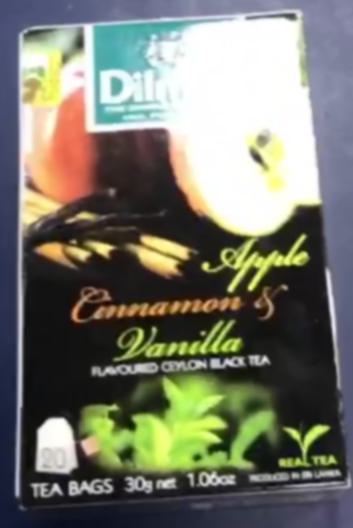 Apple
Cinnamon &
Vanilla
FLAVOURED CEYLON BLACK TEA
20
REAL TEA
TEA BAGS 30g net 1.06oz
PRODUCED IN SRI LANKA